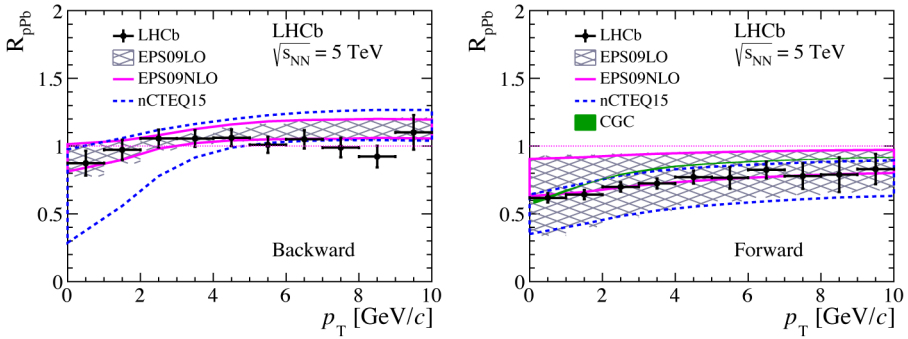 R_pPb
2
1.5
1
0.5
0
LHCb
EPS09LO
EPS09NLO
nCTEQ15
LHCb
√s_NN = 5 TeV
Backward
0 2 4 6 8 10
p_T [GeV/c]
R_pPb
2
1.5
1
0.5
0
LHCb
EPS09LO
EPS09NLO
nCTEQ15
CGC
LHCb
√s_NN = 5 TeV
Forward
0 2 4 6 8 10
p_T [GeV/c]